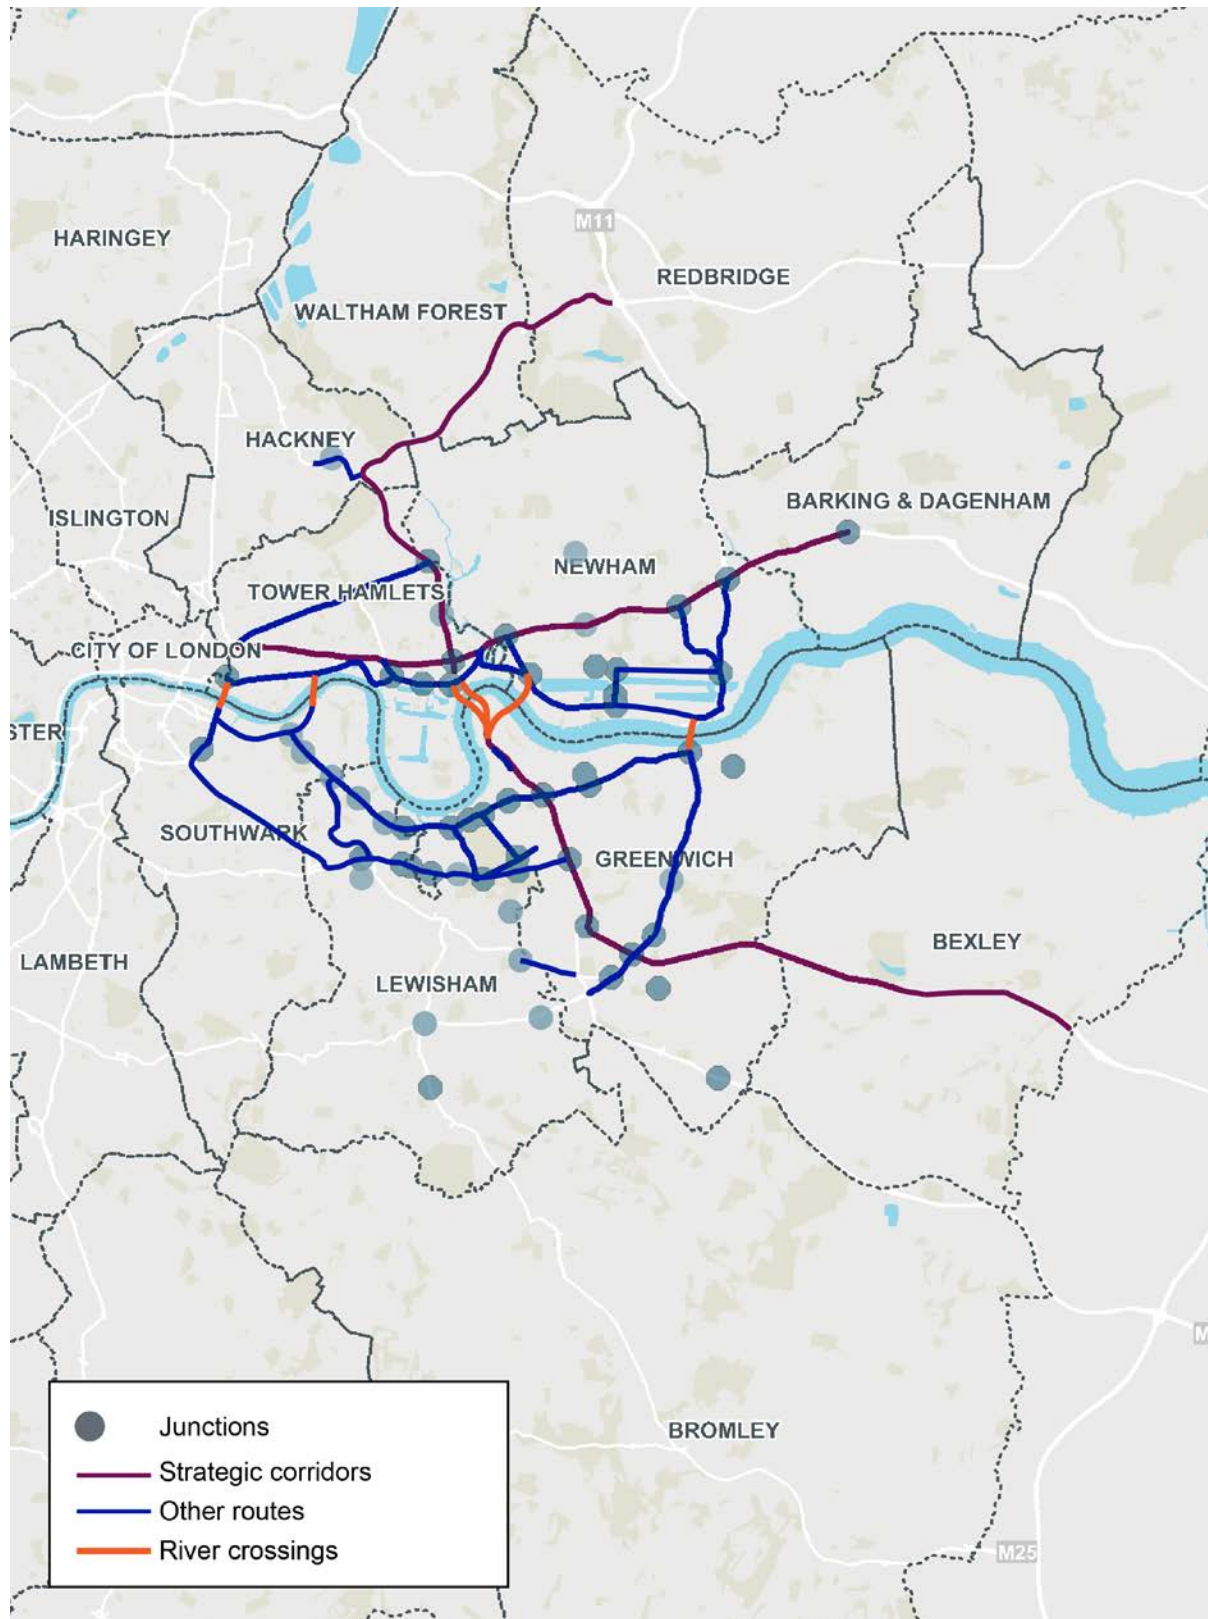 M11
HARINGEY
REDBRIDGE
WALTHAM FOREST
HACKNEY
BARKING & DAGENHAM
ISLINGTON
NEWHAM
TOWER HAMLETS
CITY OF LONDON
STER
SOUTHWARK
GREENWICH
BEXLEY
LAMBETH
LEWISHAM
M
BROMLEY
M25
Junctions
Strategic corridors
Other routes
River crossings